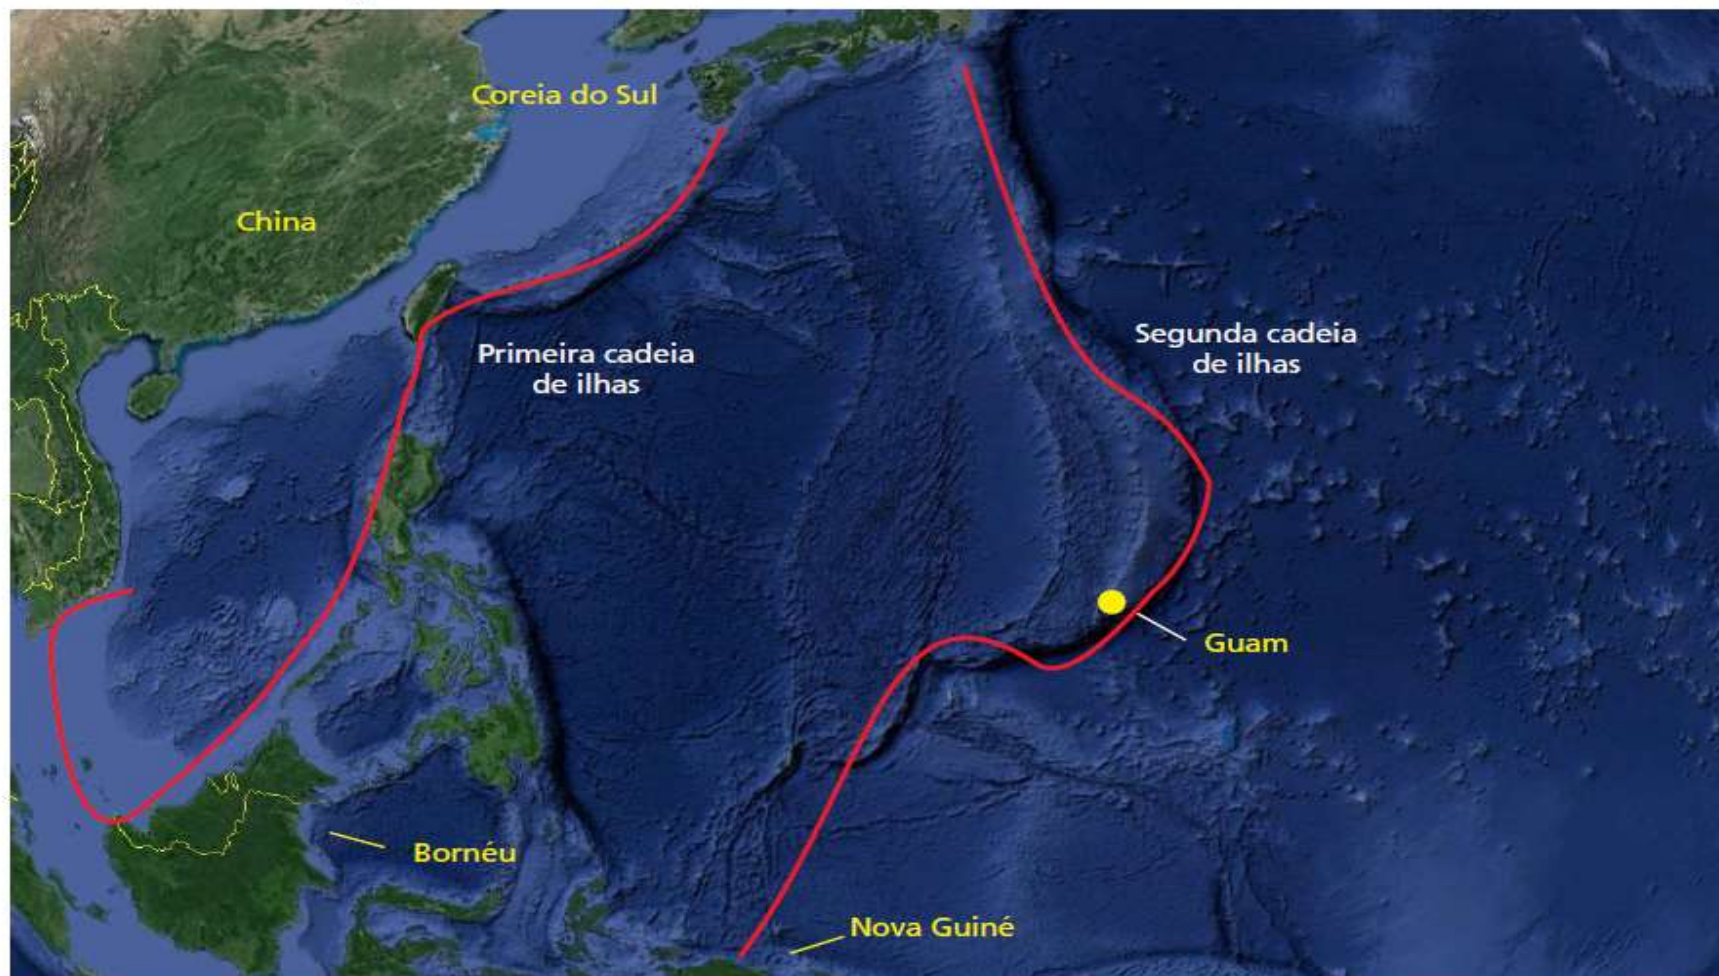 Coreia do Sul
China
Primeira cadeia
de ilhas
Segunda cadeia
de ilhas
Guam
Bornéu
Nova Guiné